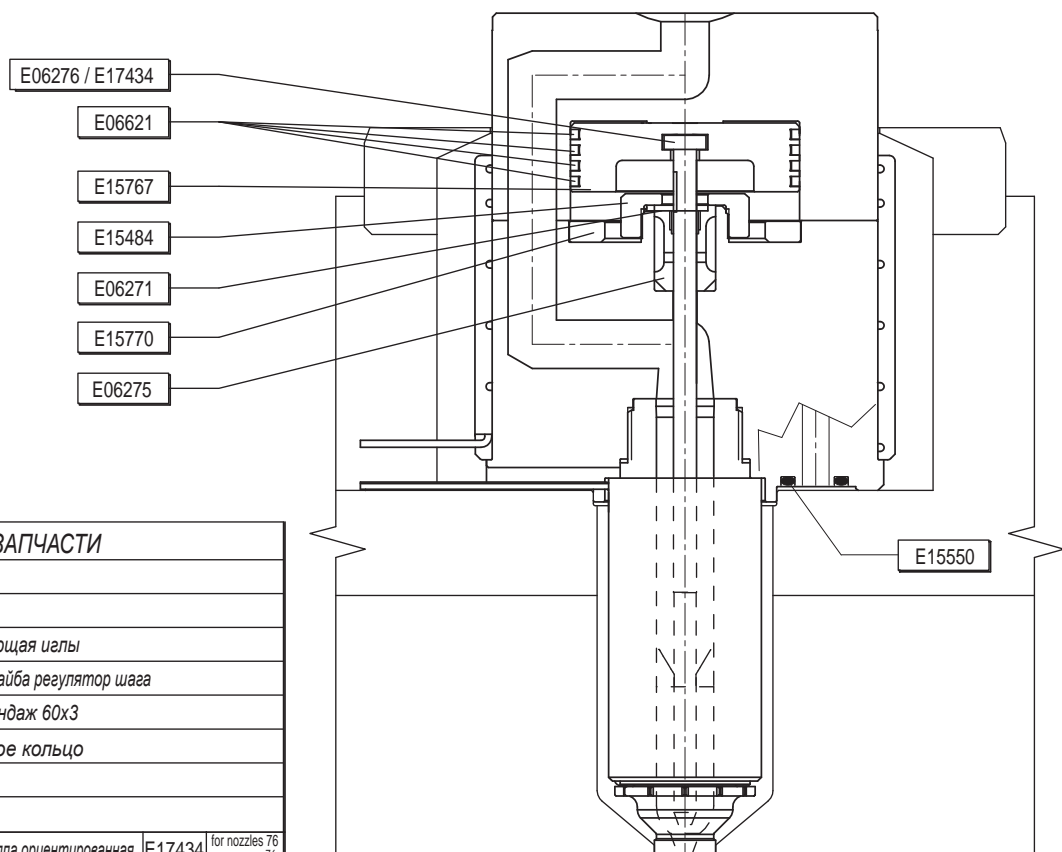 E06276 / E17434
E06621
E15767
E15484
E06271
E15770
E06275
E15550
ЗАПЧАСТИ
ющая иглы
айба регулятор шага
ндаж 60x3
ое кольцо
ориентированная E17434 for nozzles 76